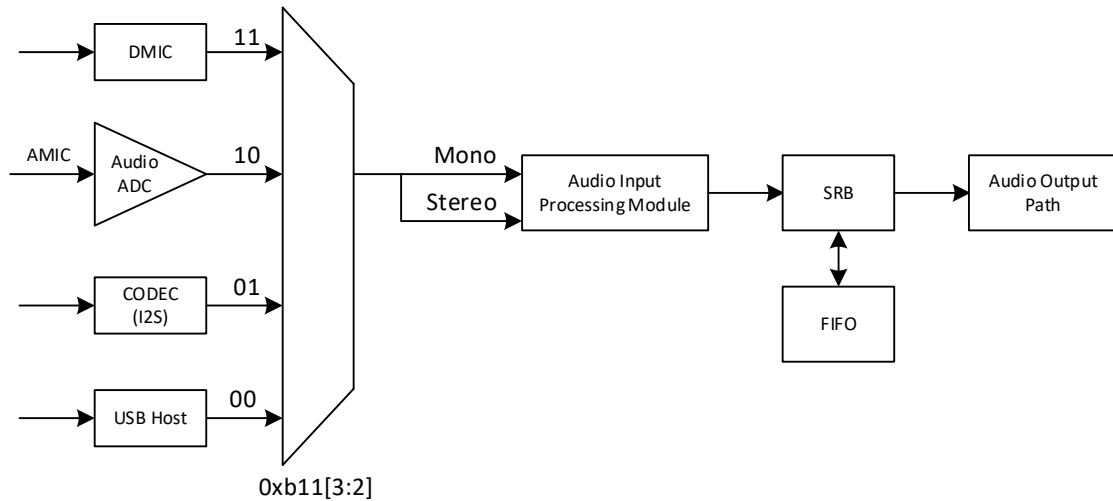 DMIC
11
AMIC
Audio
ADC
10
CODEC
(I2S)
01
USB Host
00
0xb11[3:2]
Mono
Stereo
Audio Input
Processing Module
SRB
FIFO
Audio Output
Path